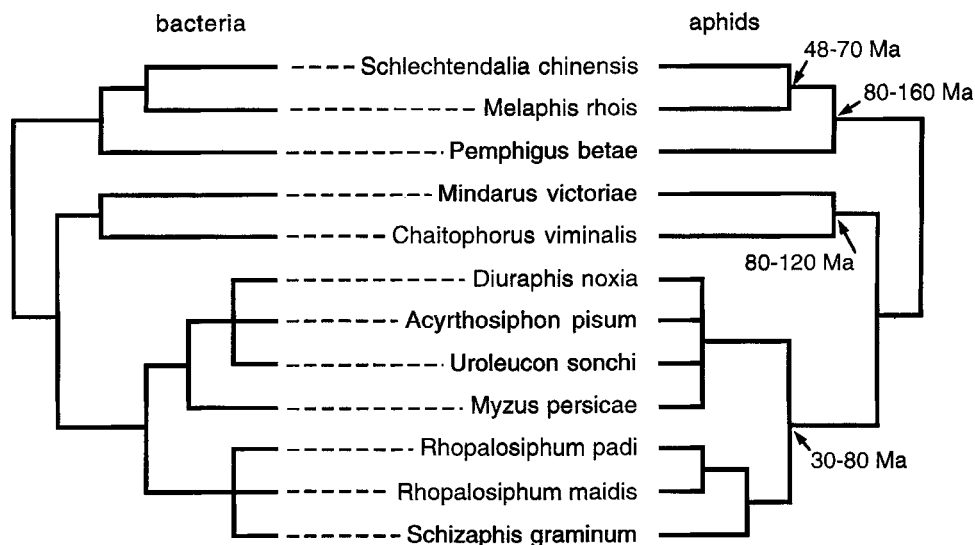 bacteria
aphids
48-70 Ma
Schlechtendalia chinensis
80-160 Ma
Melaphis rhois
Pemphigus betae
Mindarus victoriae
Chaitophorus viminalis
80-120 Ma
Diuraphis noxia
Acyrthosiphon pisum
Uroleucon sonchi
Myzus persicae
Rhopalosiphum padi
30-80 Ma
Rhopalosiphum maidis
Schizaphis graminum